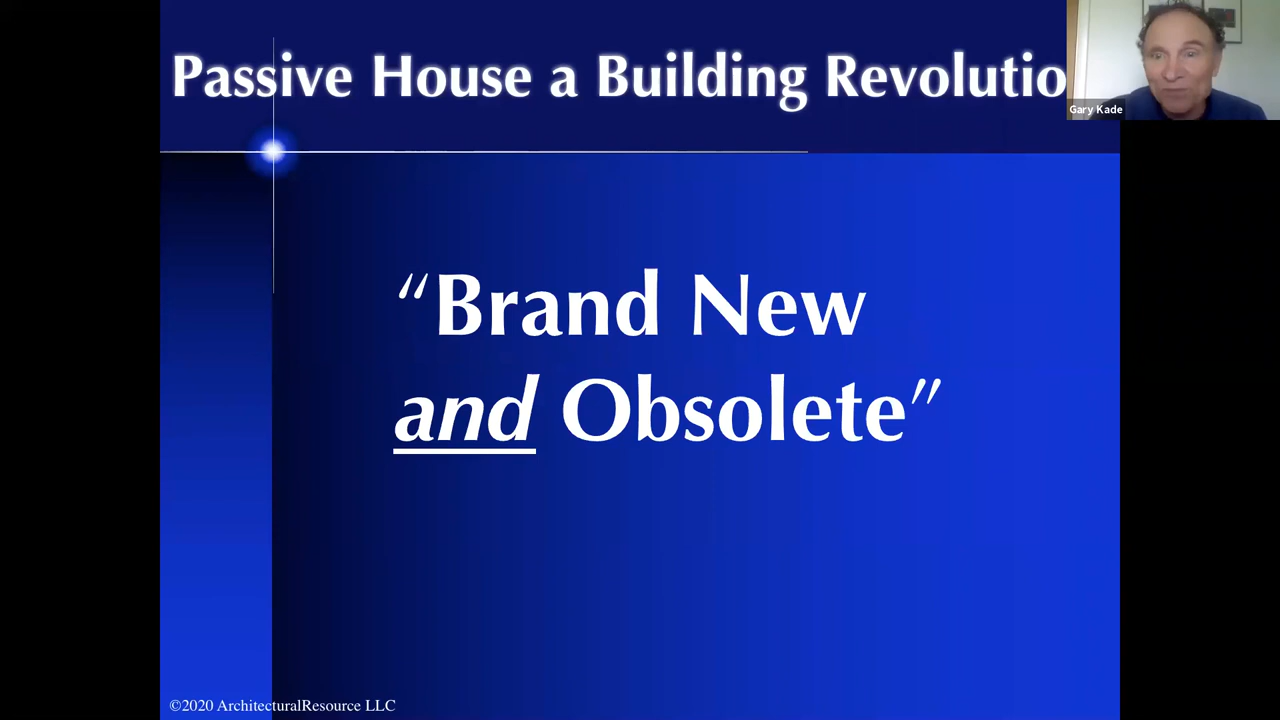 Passive House a Building Revolutio
Gary Kade
“Brand New
and Obsolete”
©2020 ArchitecturalResource LLC